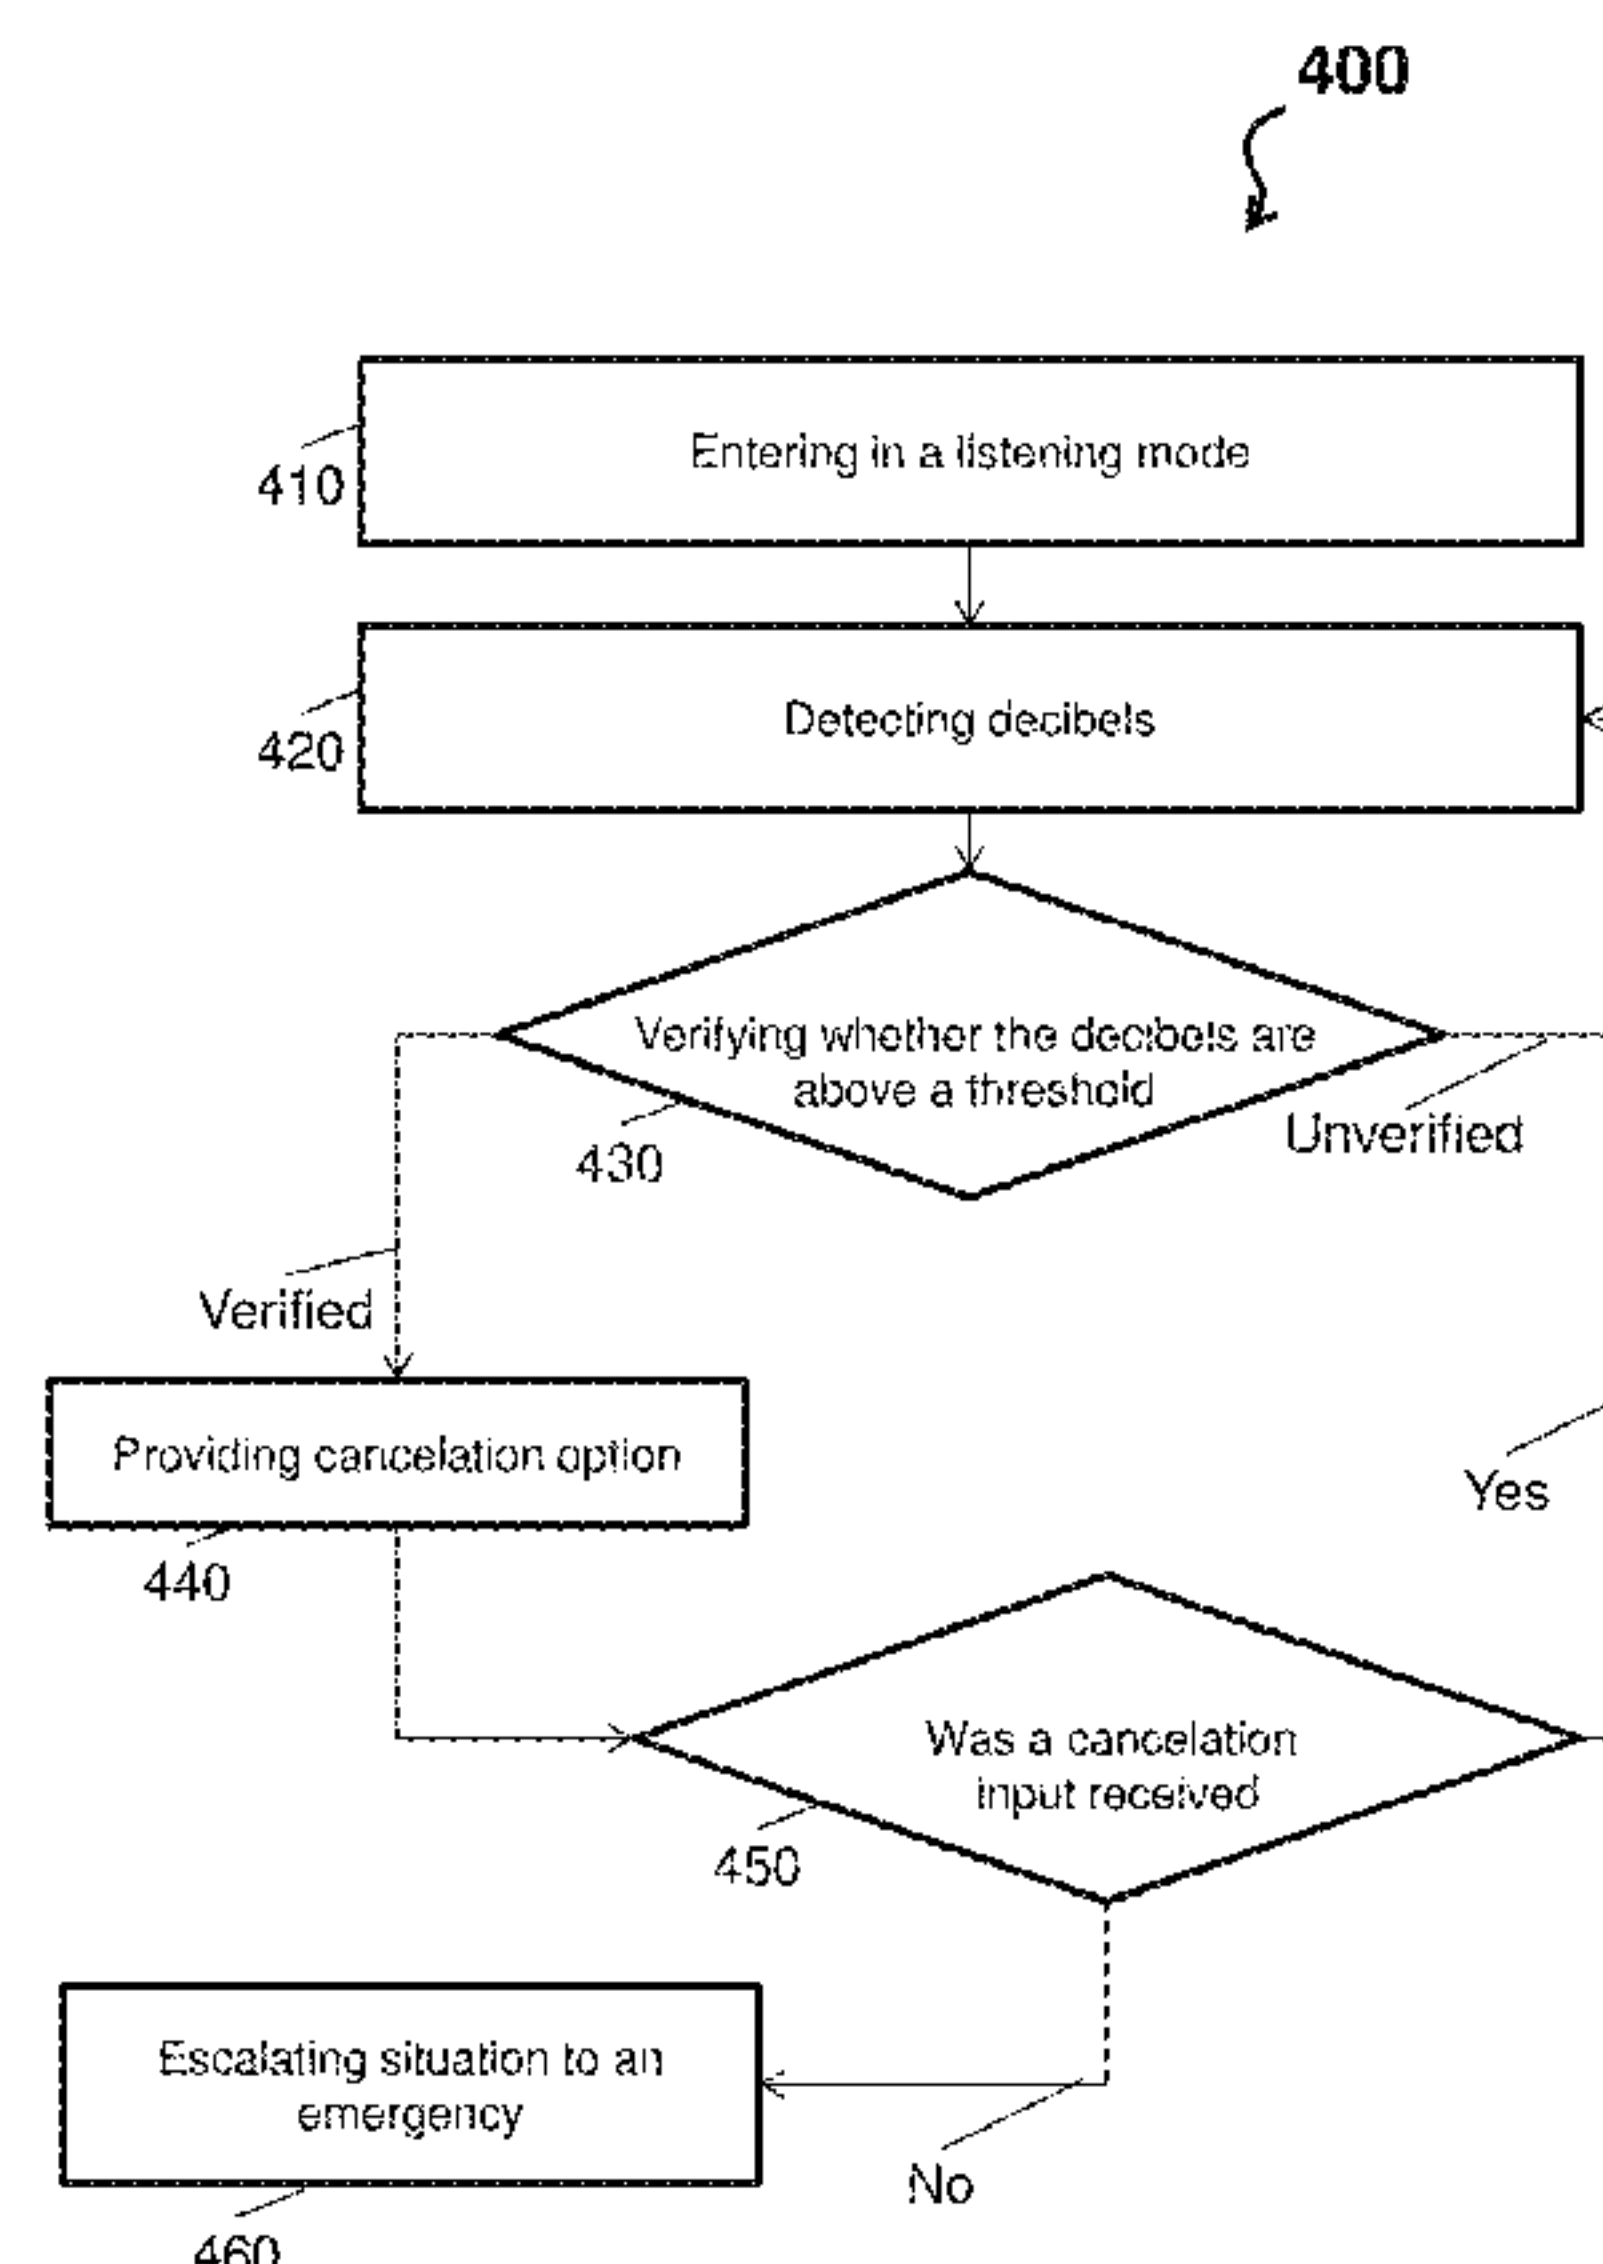 400
Entering in a listening mode
410
Detecting decibels
420
Verifying whether the decibels are
above a threshold
430
Unverified
Verified
Providing cancelation option
440
Yes
Was a cancelation
input received
450
Escalating situation to an
emergency
No
460